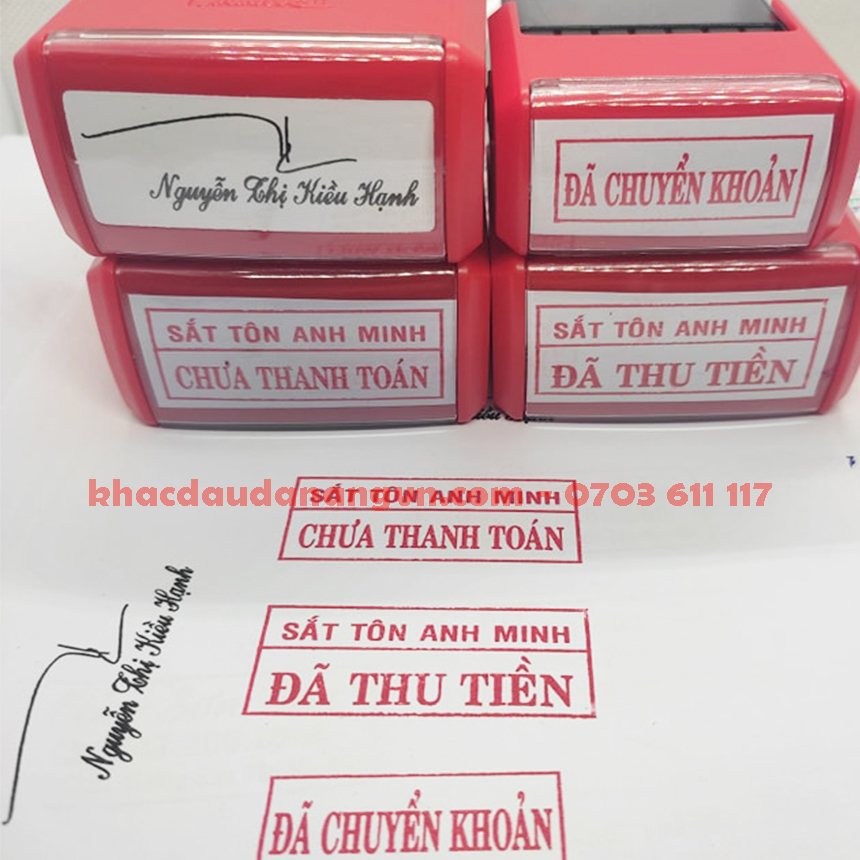 Nguyễn Thị Kiều Hạnh
ĐÃ CHUYỂN KHOẢN
SẮT TÔN ANH MINH
CHƯA THANH TOÁN
SẮT TÔN ANH MINH
ĐÃ THU TIỀN
khacdaudanangun.com - 0703 611 117
SẮT TÔN ANH MINH
CHƯA THANH TOÁN
Nguyễn Thị Kiều Hạnh
SẮT TÔN ANH MINH
ĐÃ THU TIỀN
ĐÃ CHUYỂN KHOẢN